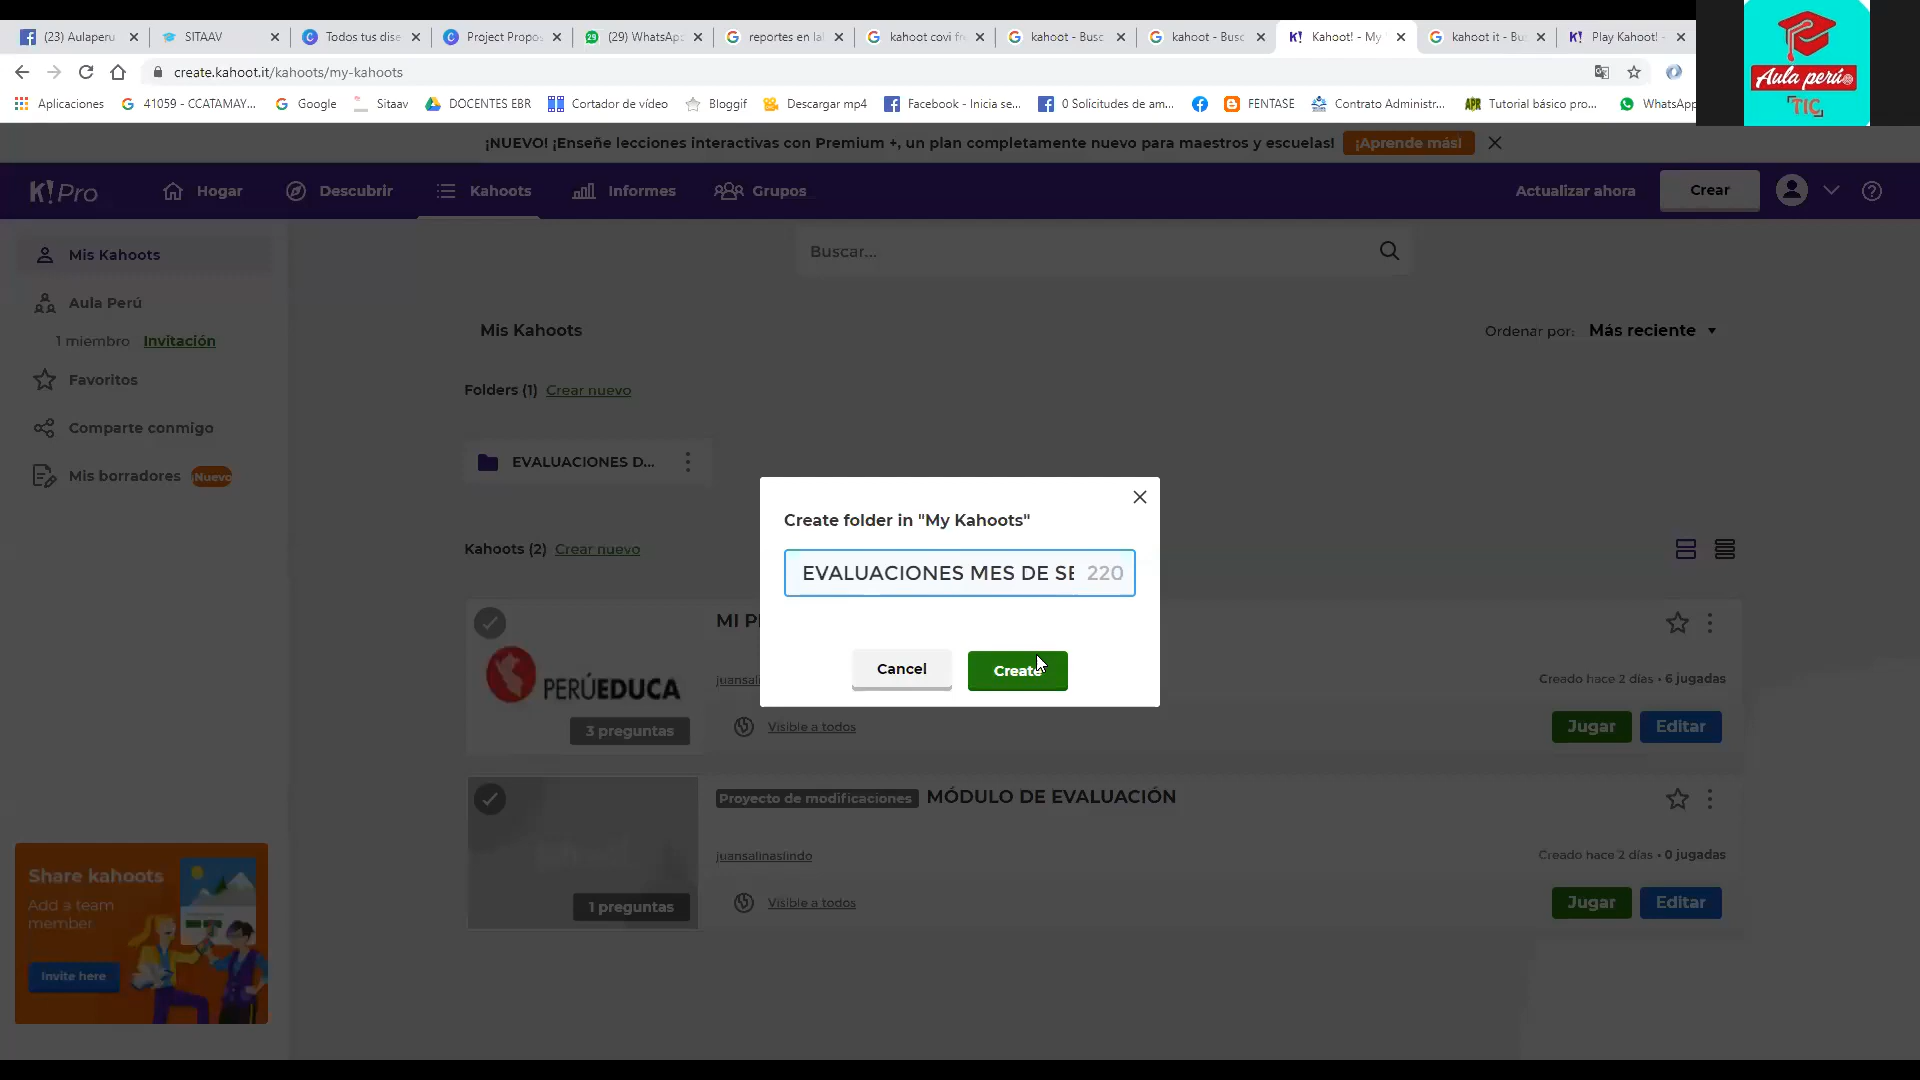 (23) Aulaperu
SITAAV
Todos tus dise
Project Propos
(29) WhatsApp
reportes en la
kahoot covi fr
kahoot - Busc
kahoot - Busc
Kahoot! - My
kahoot it - Bu
Play Kahoot! -
create.kahoot.it/kahoots/my-kahoots
Aplicaciones
41059 - CCATAMAY...
Google
Sitaav
DOCENTES EBR
Cortador de vídeo
Bloggif
Descargar mp4
Facebook - Inicia se...
0 Solicitudes de am...
FENTASE
Contrato Administr...
Tutorial básico pro...
WhatsApp
Aula perú
TIC
¡NUEVO! ¡Enseñe lecciones interactivas con Premium +, un plan completamente nuevo para maestros y escuelas!
¡Aprende más!
K! Pro
Hogar
Descubrir
Kahoots
Informes
Grupos
Actualizar ahora
Crear
Mis Kahoots
Aula Perú
1 miembro Invitación
Favoritos
Comparte conmigo
Mis borradores
¡Nuevo
Buscar...
Mis Kahoots
Ordenar por: Más reciente
Folders (1) Crear nuevo
EVALUACIONES D...
Create folder in "My Kahoots"
EVALUACIONES MES DE SE 220
Cancel
Create
Kahoots (2) Crear nuevo
MI P
PERÚEDUCA
3 preguntas
juansali
Creado hace 2 días • 6 jugadas
Visible a todos
Jugar
Editar
Proyecto de modificaciones MÓDULO DE EVALUACIÓN
juansalinaslindo
Creado hace 2 días • 0 jugadas
1 preguntas
Visible a todos
Jugar
Editar
Share kahoots
Add a team
member
Invite here